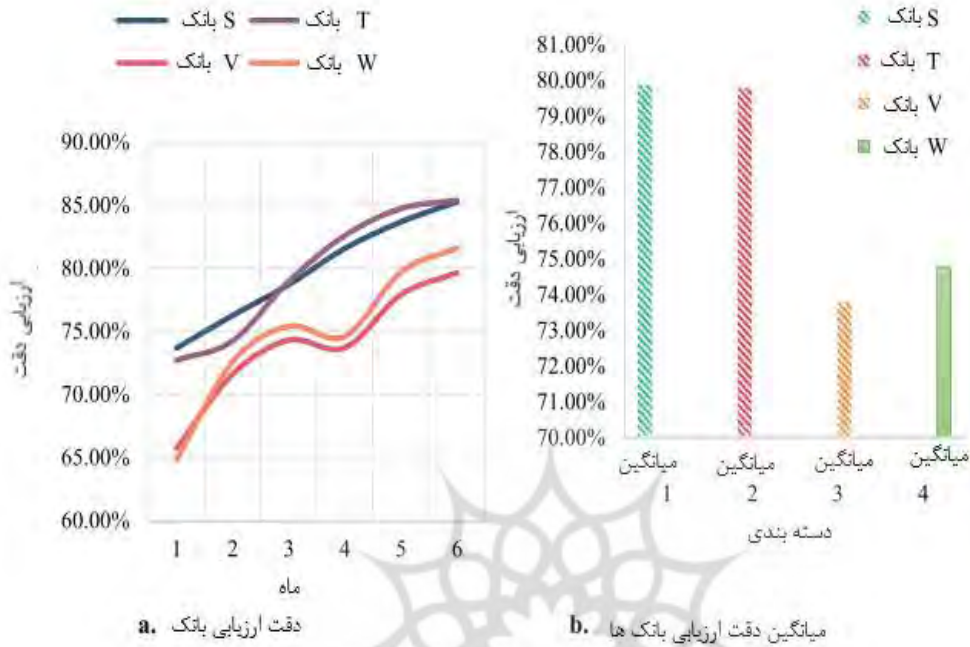 بانک S
بانک T
بانک V
بانک W
90.00%
85.00%
80.00%
75.00%
70.00%
65.00%
60.00%
ارزیابی دقت
1 2 3 4 5 6
ماه
a. دقت ارزیابی بانک
بانک S
بانک T
بانک V
بانک W
81.00%
80.00%
79.00%
78.00%
77.00%
76.00%
75.00%
74.00%
73.00%
72.00%
71.00%
70.00%
ارزیابی دقت
میانگین میانگین میانگین میانگین
1 2 3 4
دسته بندی
b. میانگین دقت ارزیابی بانک ها